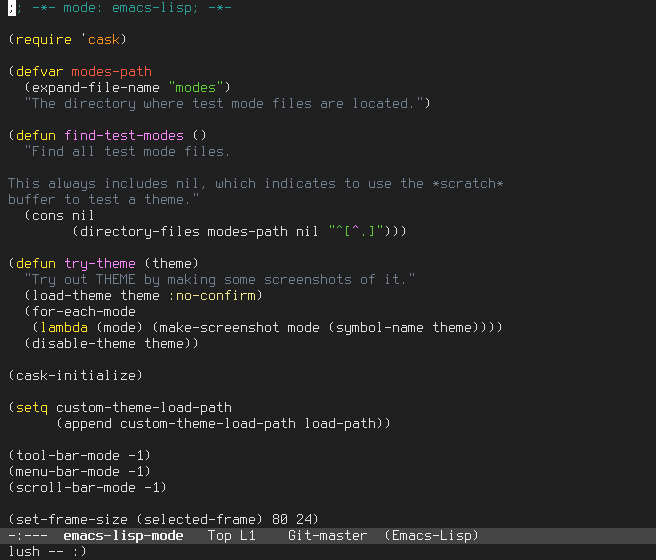 ;; -*- mode: emacs-lisp; -*-

(require 'cask)

(defvar modes-path
  (expand-file-name "modes")
  "The directory where test mode files are located.")

(defun find-test-modes ()
  "Find all test mode files.

This always includes nil, which indicates to use the *scratch*
buffer to test a theme."
  (cons nil
        (directory-files modes-path nil "^[^.]")))

(defun try-theme (theme)
  "Try out THEME by making some screenshots of it."
  (load-theme theme :no-confirm)
  (for-each-mode
   (lambda (mode) (make-screenshot mode (symbol-name theme))))
  (disable-theme theme))

(cask-initialize)

(setq custom-theme-load-path
      (append custom-theme-load-path load-path))

(tool-bar-mode -1)
(menu-bar-mode -1)
(scroll-bar-mode -1)

(set-frame-size (selected-frame) 80 24)
-:---  emacs-lisp-mode   Top L1    Git-master  (Emacs-Lisp)
lush -- :)